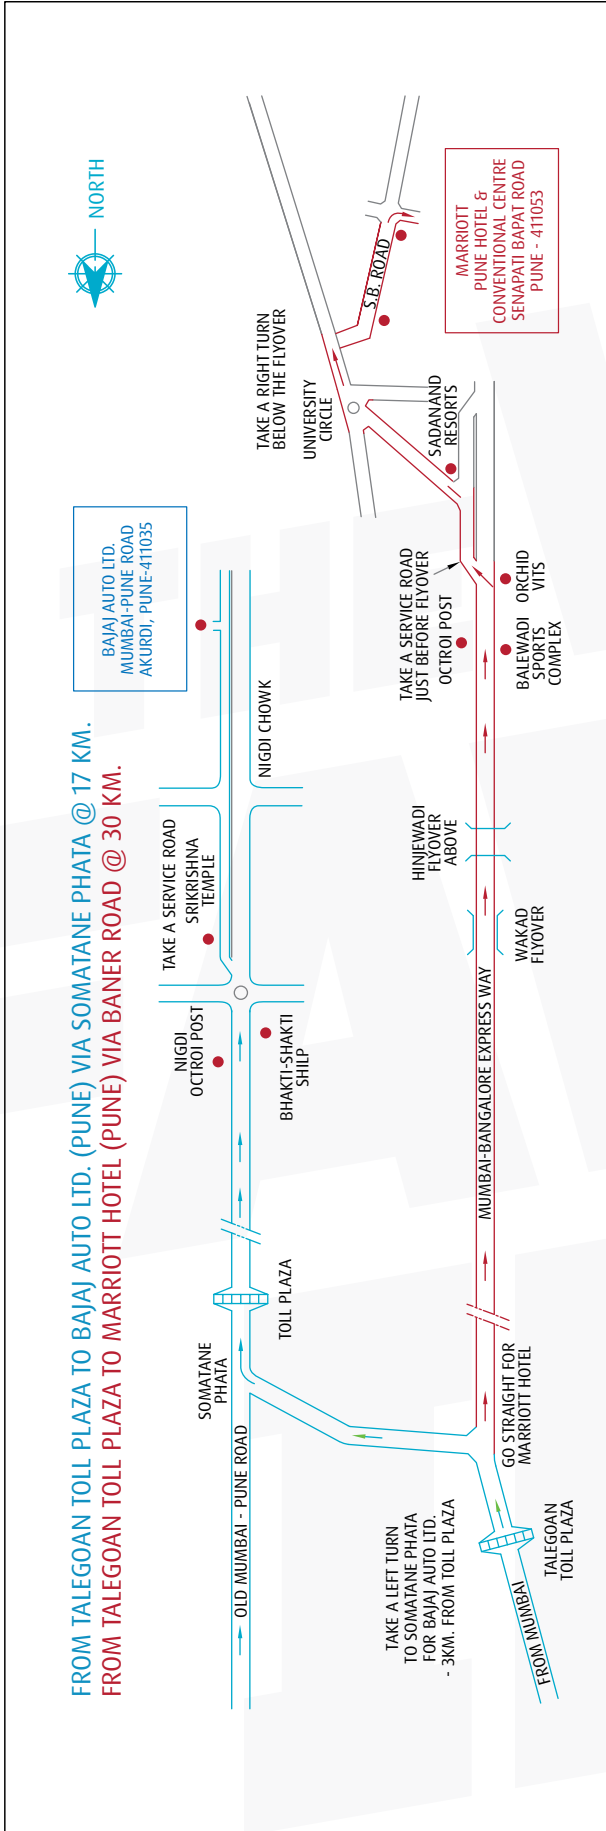 FROM TALEGOAN TOLL PLAZA TO BAJAJ AUTO LTD. (PUNE) VIA SOMATANE PHATA @ 17 KM.
FROM TALEGOAN TOLL PLAZA TO MARRIOTT HOTEL (PUNE) VIA BANER ROAD @ 30 KM.
NORTH
BAJAJ AUTO LTD.
MUMBAI-PUNE ROAD
AKURDI, PUNE-411035
TAKE A SERVICE ROAD
SRIKRISHNA
TEMPLE
NIGDI
OCTROI POST
SOMATANE
PHATA
OLD MUMBAI - PUNE ROAD
TOLL PLAZA
BHAKTI-SHAKTI
SHILP
NIGDI CHOWK
TAKE A RIGHT TURN
BELOW THE FLYOVER
UNIVERSITY
CIRCLE
S.B. ROAD
MARRIOTT
PUNE HOTEL &
CONVENTIONAL CENTRE
SENAPATI BAPAT ROAD
PUNE - 411053
TAKE A LEFT TURN
TO SOMATANE PHATA
FOR BAJAJ AUTO LTD.
- 3KM. FROM TOLL PLAZA
HINJEWADI
FLYOVER
ABOVE
TAKE A SERVICE ROAD
JUST BEFORE FLYOVER
OCTROI POST
SADANAND
RESORTS
FROM MUMBAI
TALEGOAN
TOLL PLAZA
GO STRAIGHT FOR
MARRIOTT HOTEL
MUMBAI-BANGALORE EXPRESS WAY
WAKAD
FLYOVER
BALEWADI
SPORTS
COMPLEX
ORCHID
VITS